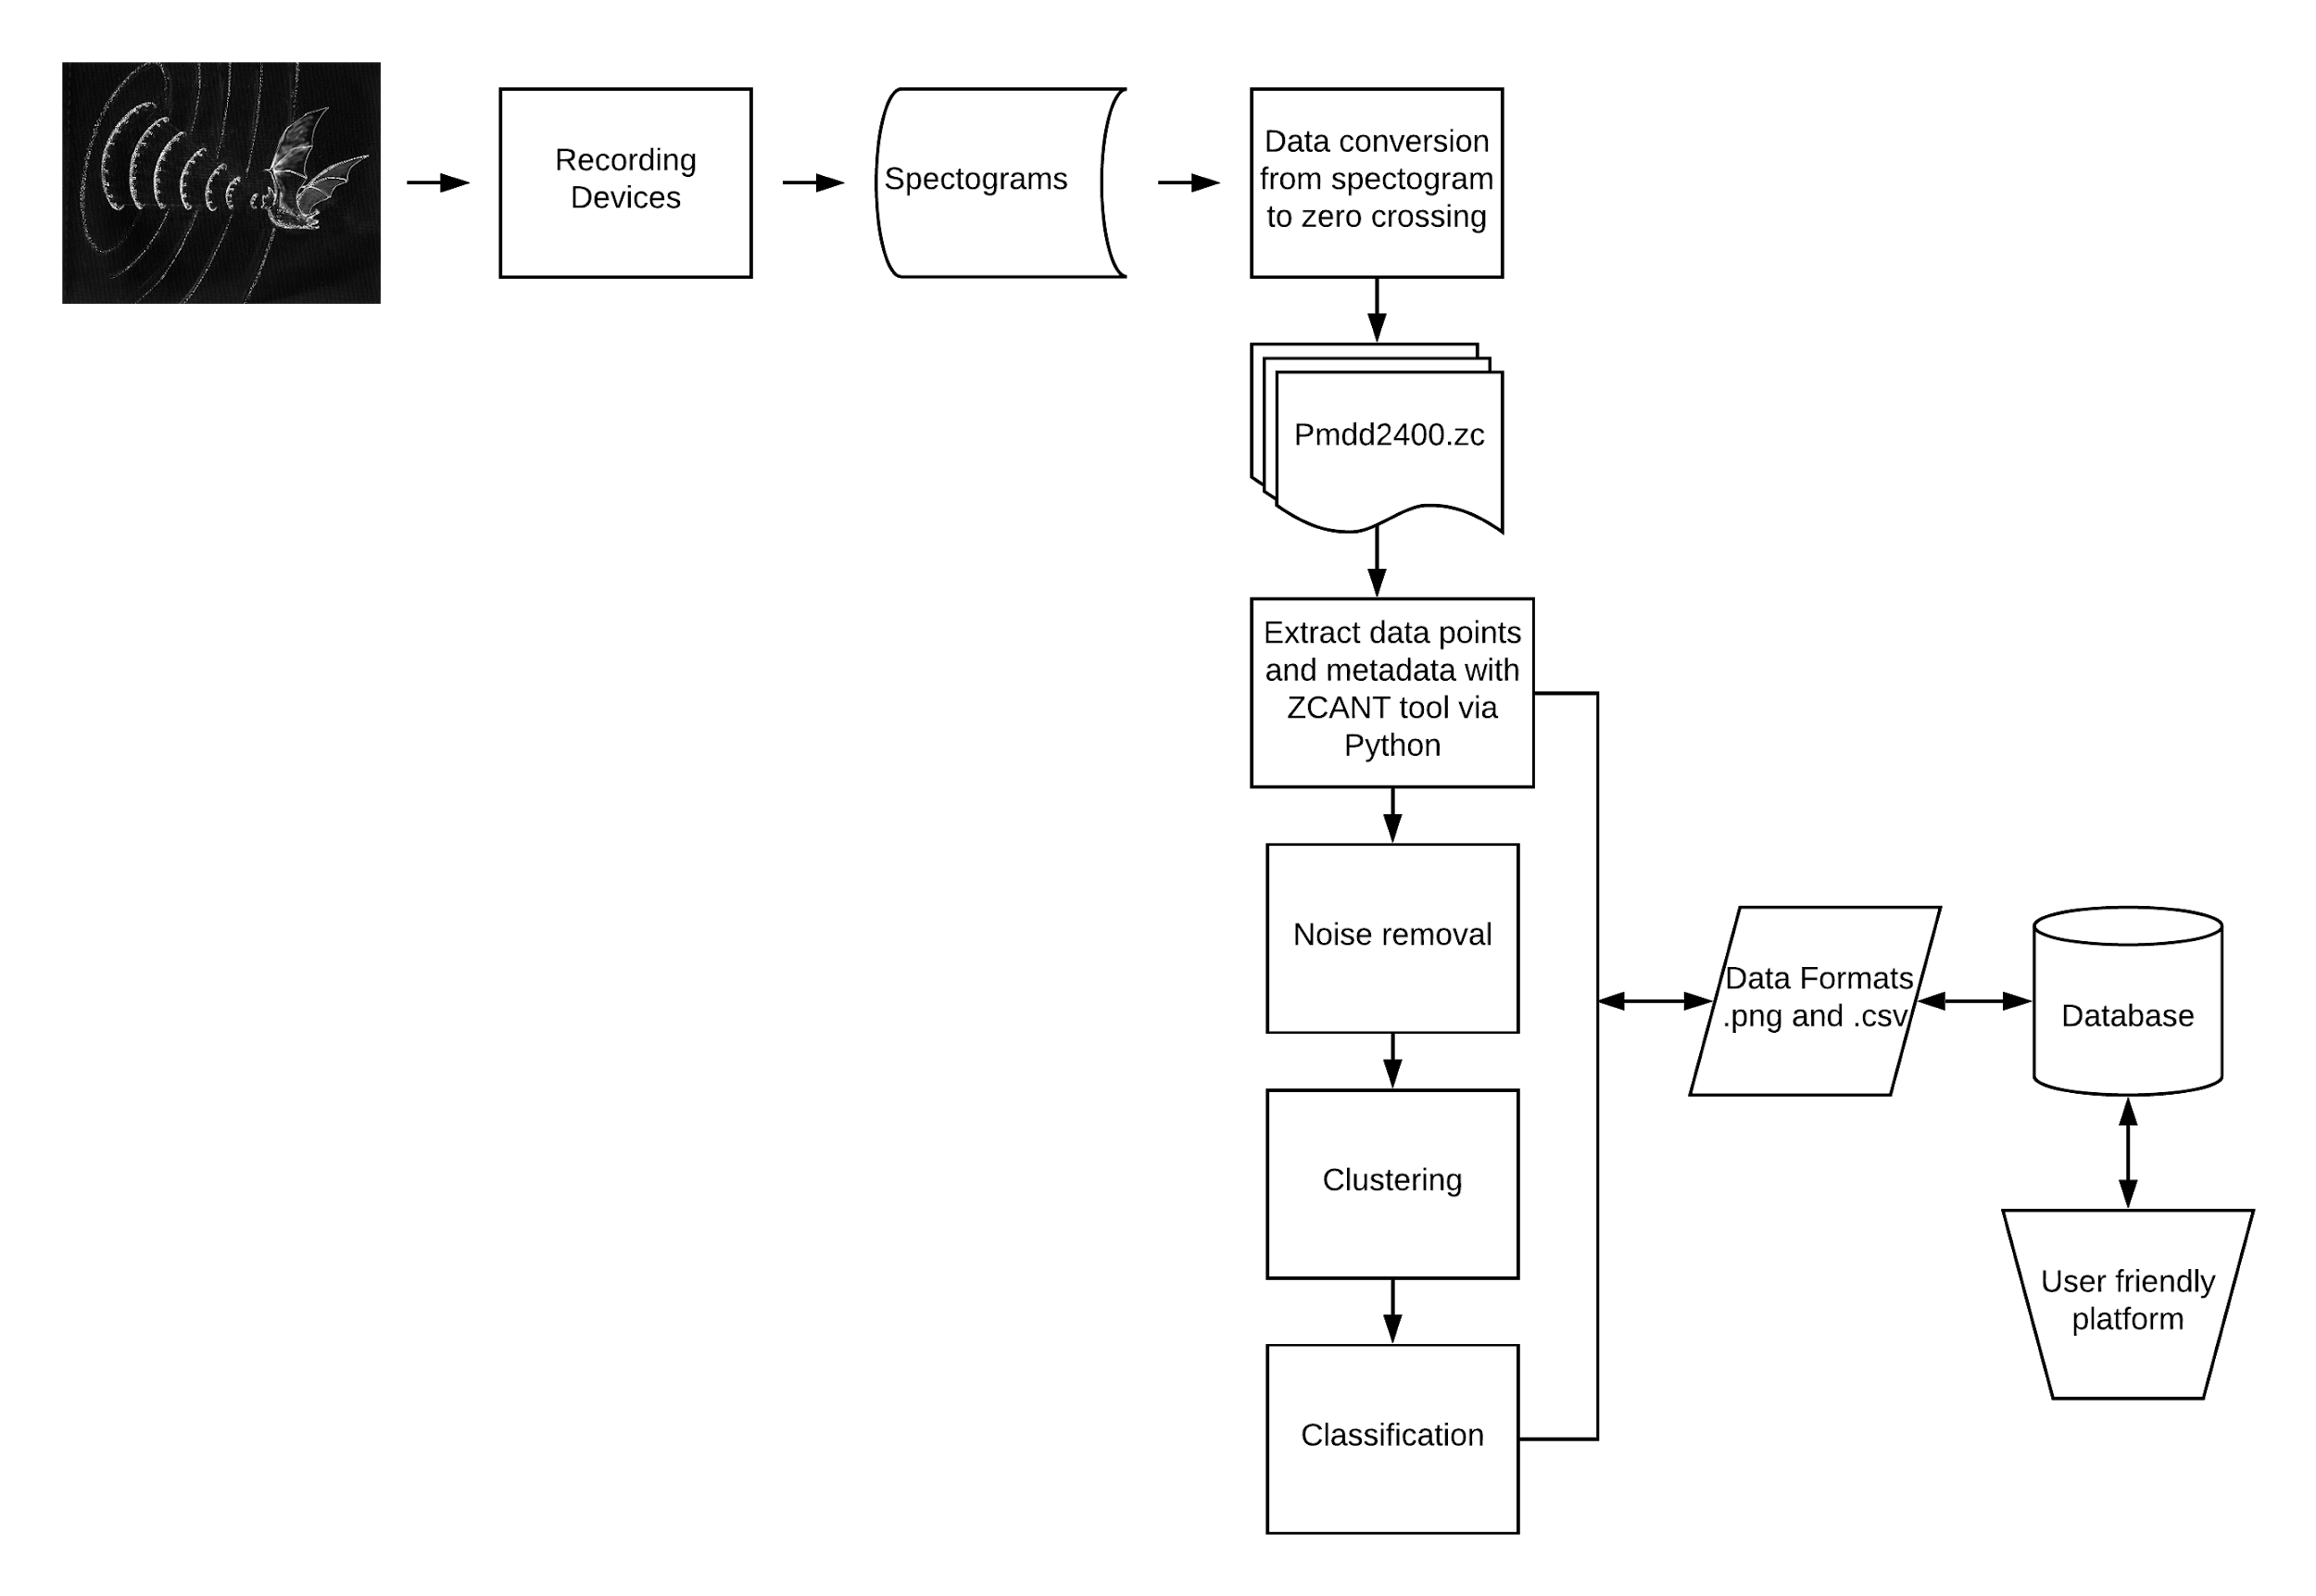 Recording
Devices
Spectograms
Data conversion
from spectogram
to zero crossing
Pmdd2400.zc
Extract data points
and metadata with
ZCANT tool via
Python
Noise removal
Data Formats
.png and .csv
Database
Clustering
User friendly
platform
Classification